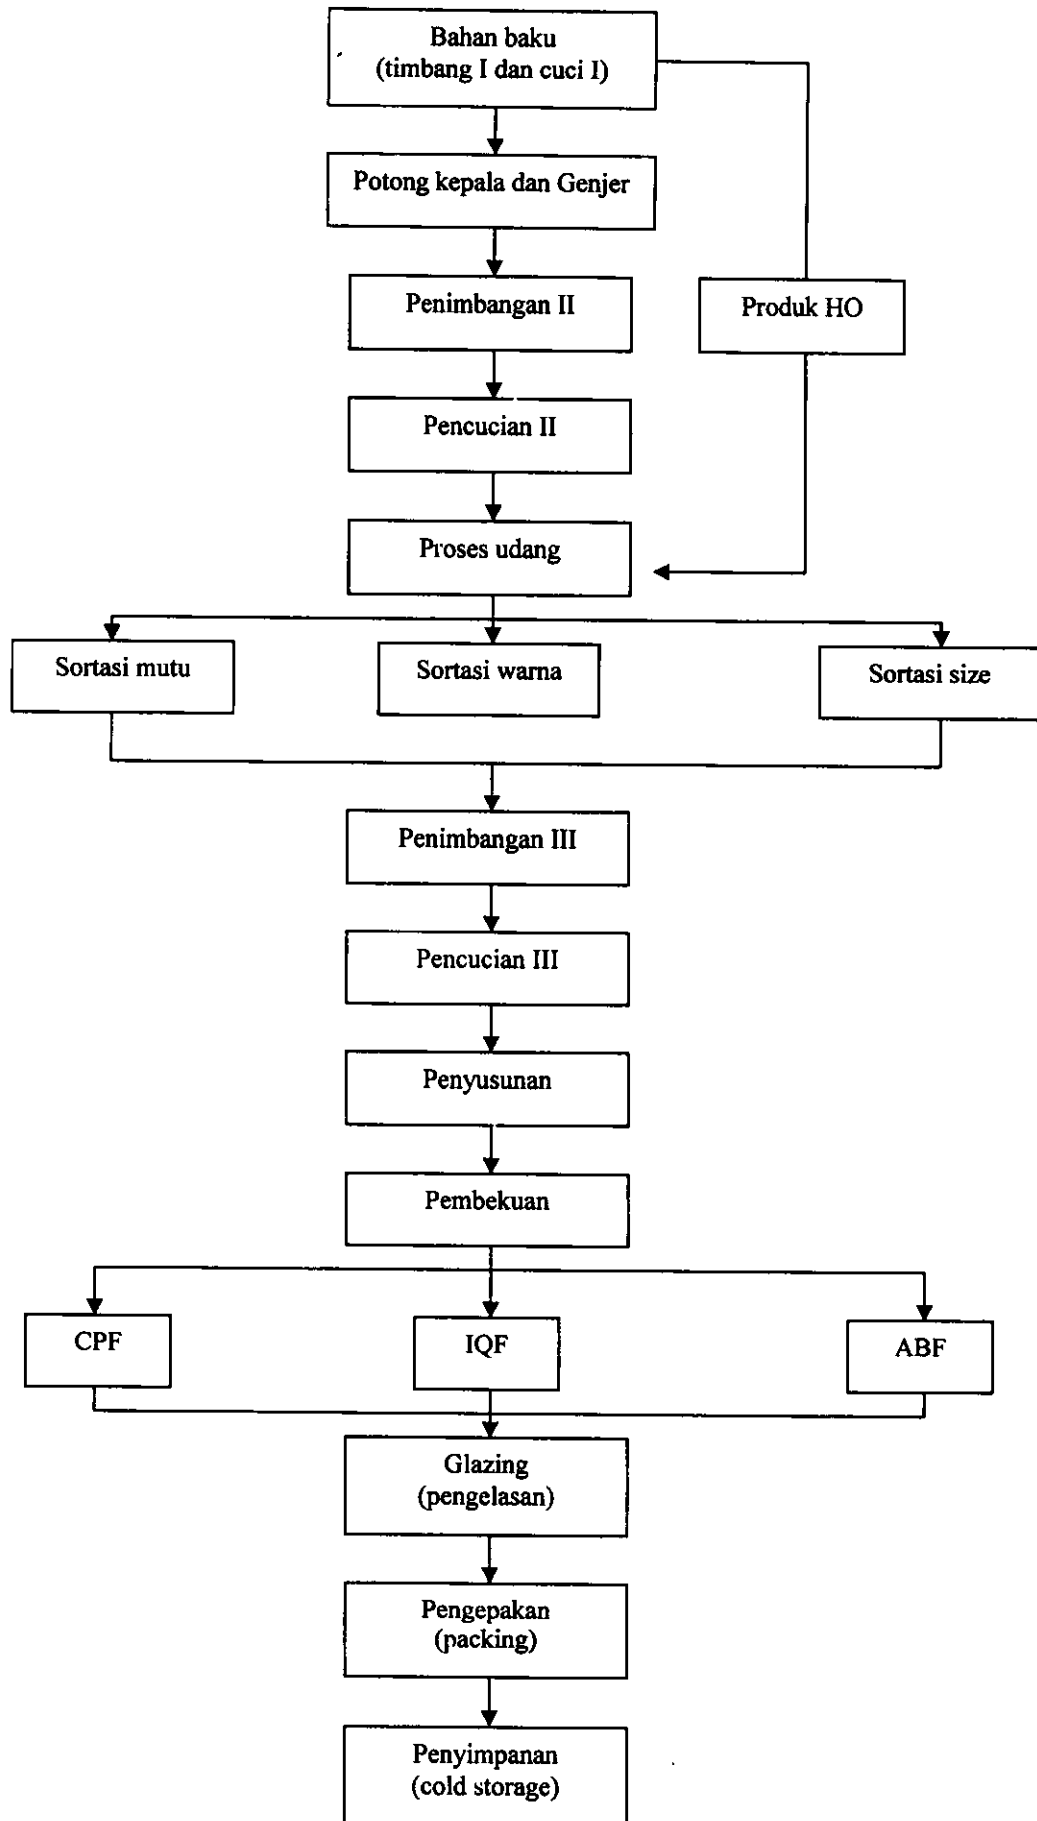 Bahan baku
(timbang I dan cuci I)
Potong kepala dan Genjer
Penimbangan II
Produk HO
Pencucian II
Proses udang
Sortasi mutu
Sortasi warna
Sortasi size
Penimbangan III
Pencucian III
Penyusunan
Pembekuan
CPF
IQF
ABF
Glazing
(pengelasan)
Pengepakan
(packing)
Penyimpanan
(cold storage)